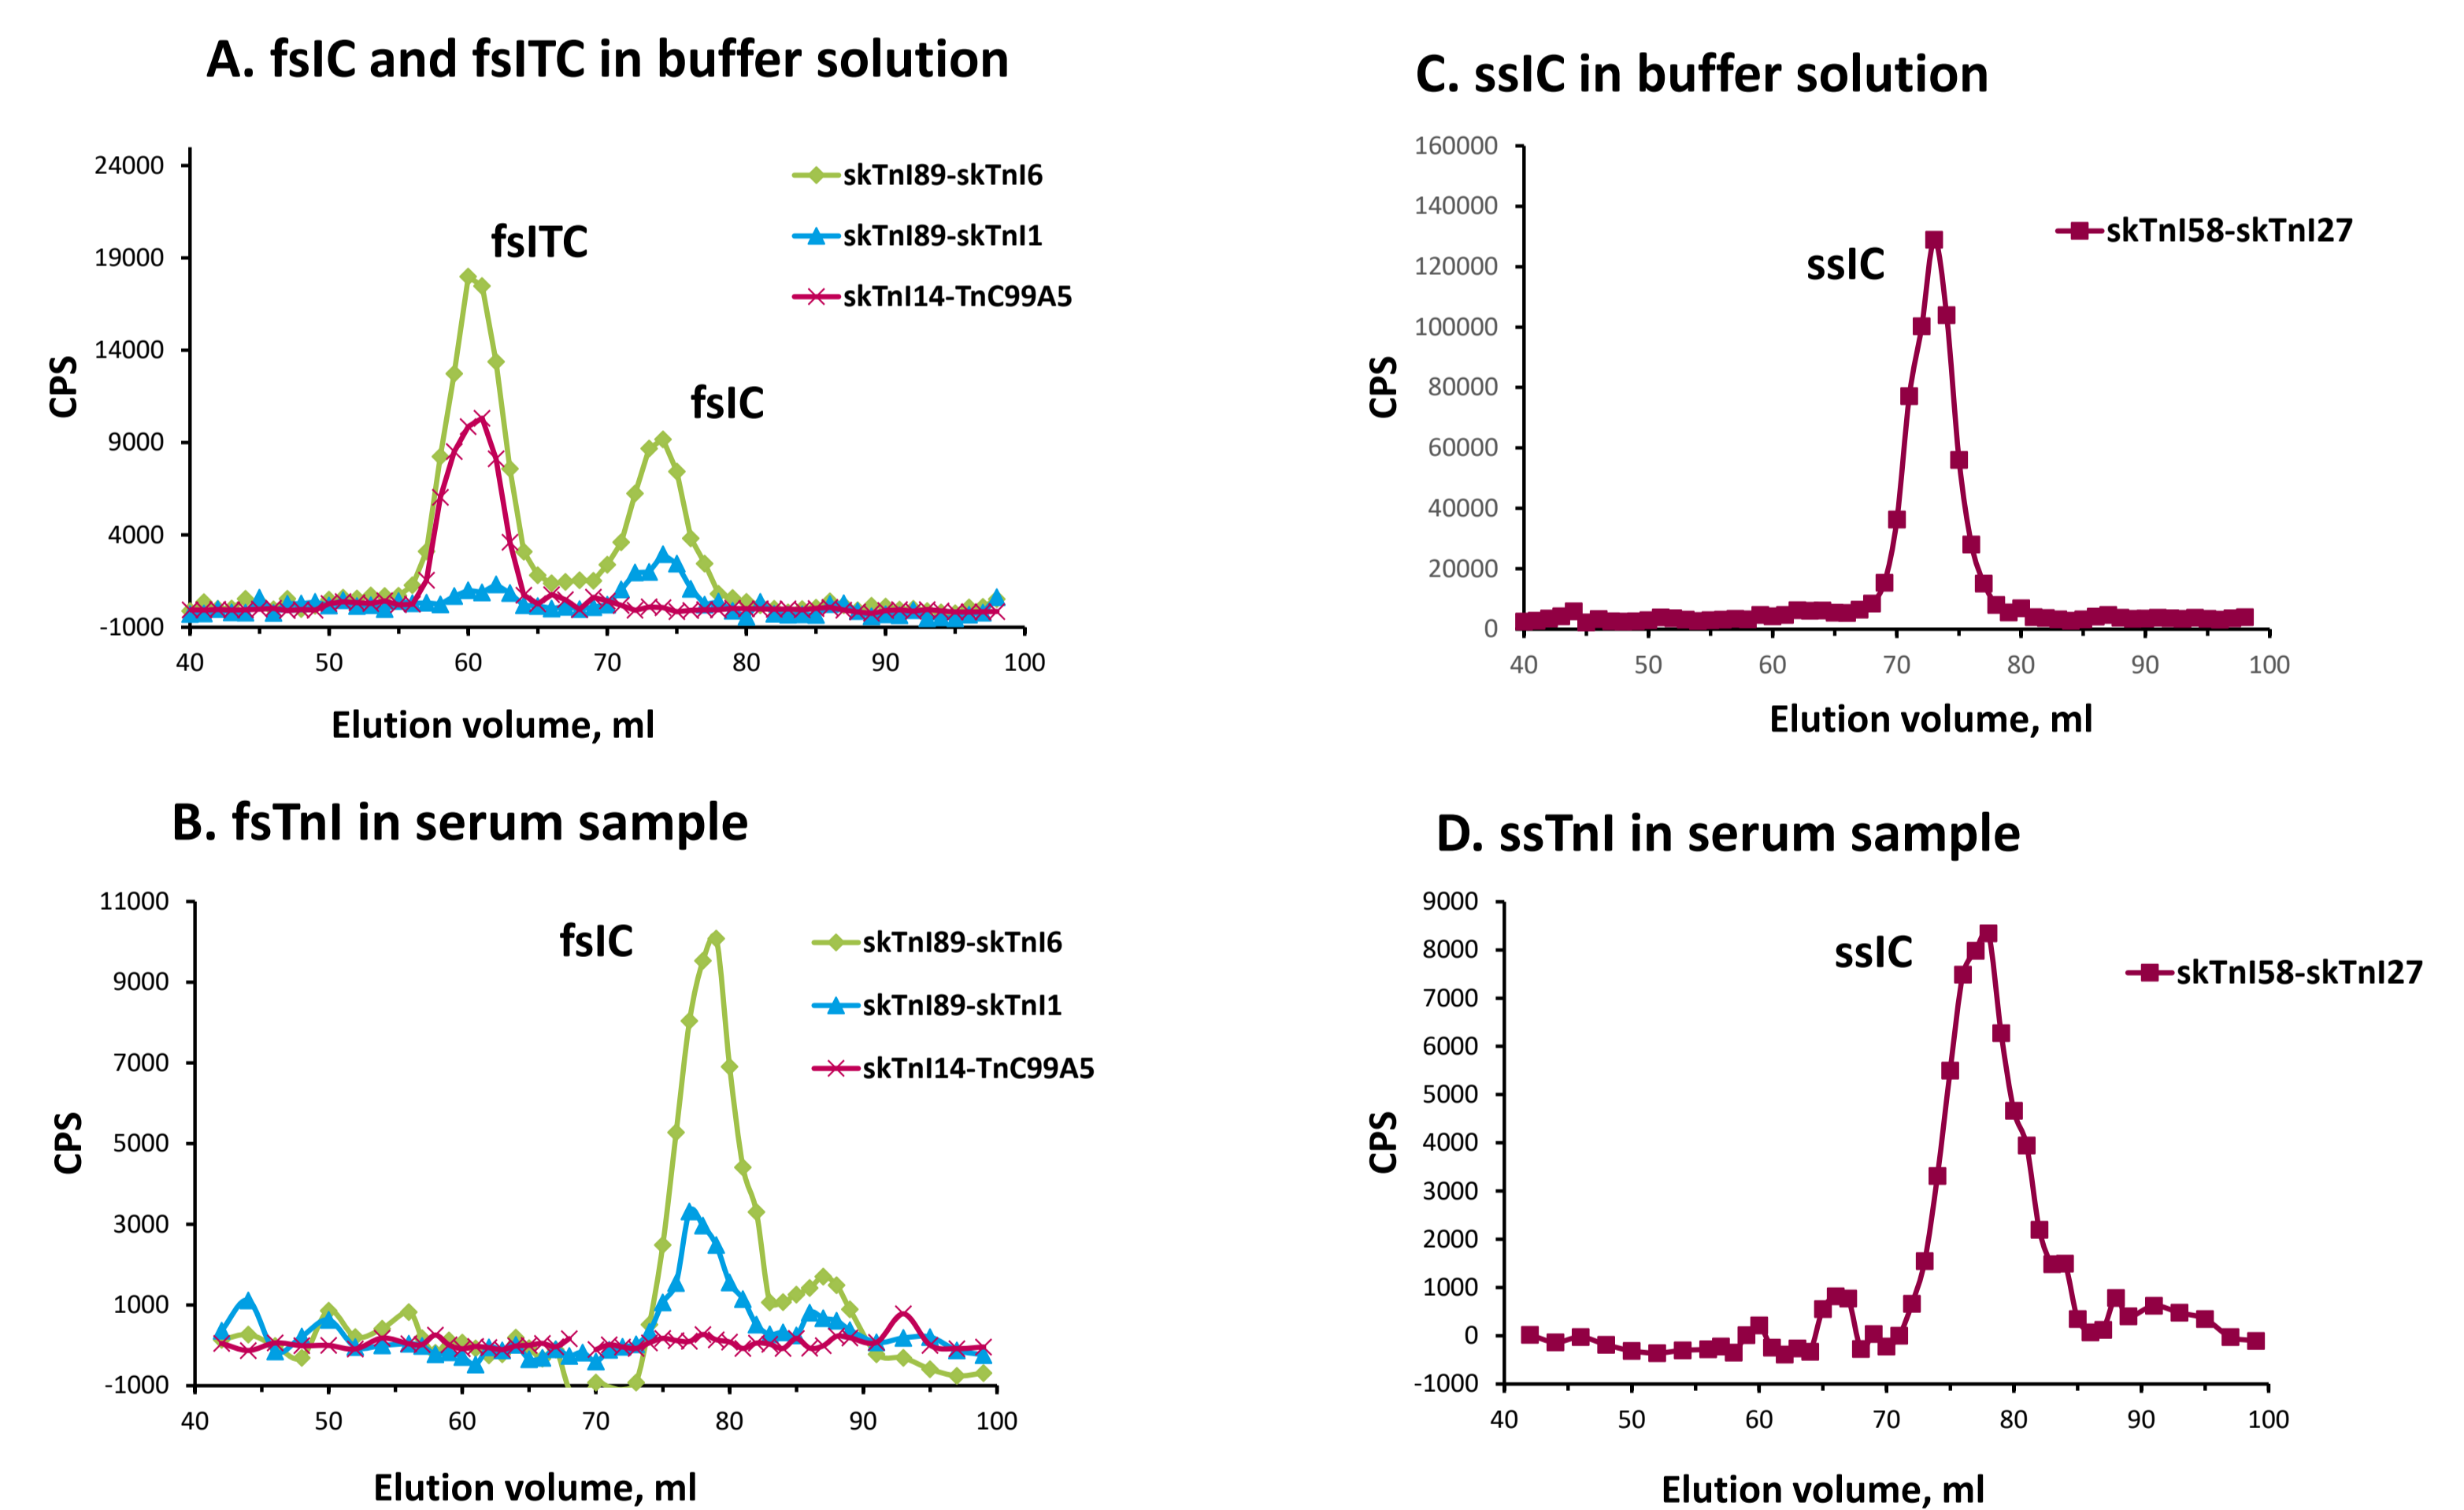 A. fsIC and fsITC in buffer solution
24000
19000
14000
9000
4000
-1000
CPS
40 50 60 70 80 90 100
Elution volume, ml
fsITC
fsIC
skTnI89-skTnI6
skTnI89-skTnI1
skTnI14-TnC99A5
C. ssIC in buffer solution
160000
140000
120000
100000
80000
60000
40000
20000
0
CPS
40 50 60 70 80 90 100
Elution volume, ml
ssIC
skTnI58-skTnI27
B. fsTnI in serum sample
11000
9000
7000
5000
3000
1000
-1000
CPS
40 50 60 70 80 90 100
Elution volume, ml
fsIC
skTnI89-skTnI6
skTnI89-skTnI1
skTnI14-TnC99A5
D. ssTnI in serum sample
9000
8000
7000
6000
5000
4000
3000
2000
1000
0
-1000
CPS
40 50 60 70 80 90 100
Elution volume, ml
ssIC
skTnI58-skTnI27